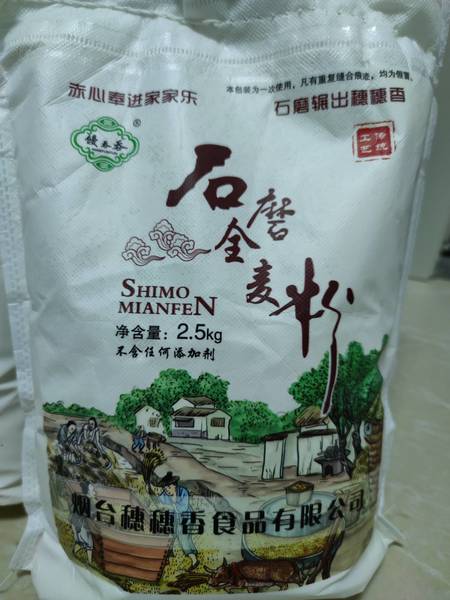 本包装为一次使用，凡有重复缝合痕迹，均为假冒。
赤心奉进家家乐
石磨辗出穗穗香
®
传统
工艺
石磨
全麦粉
SHIMO
MIANFEN
净含量：2.5kg
不含任何添加剂
烟台穗穗香食品有限公司